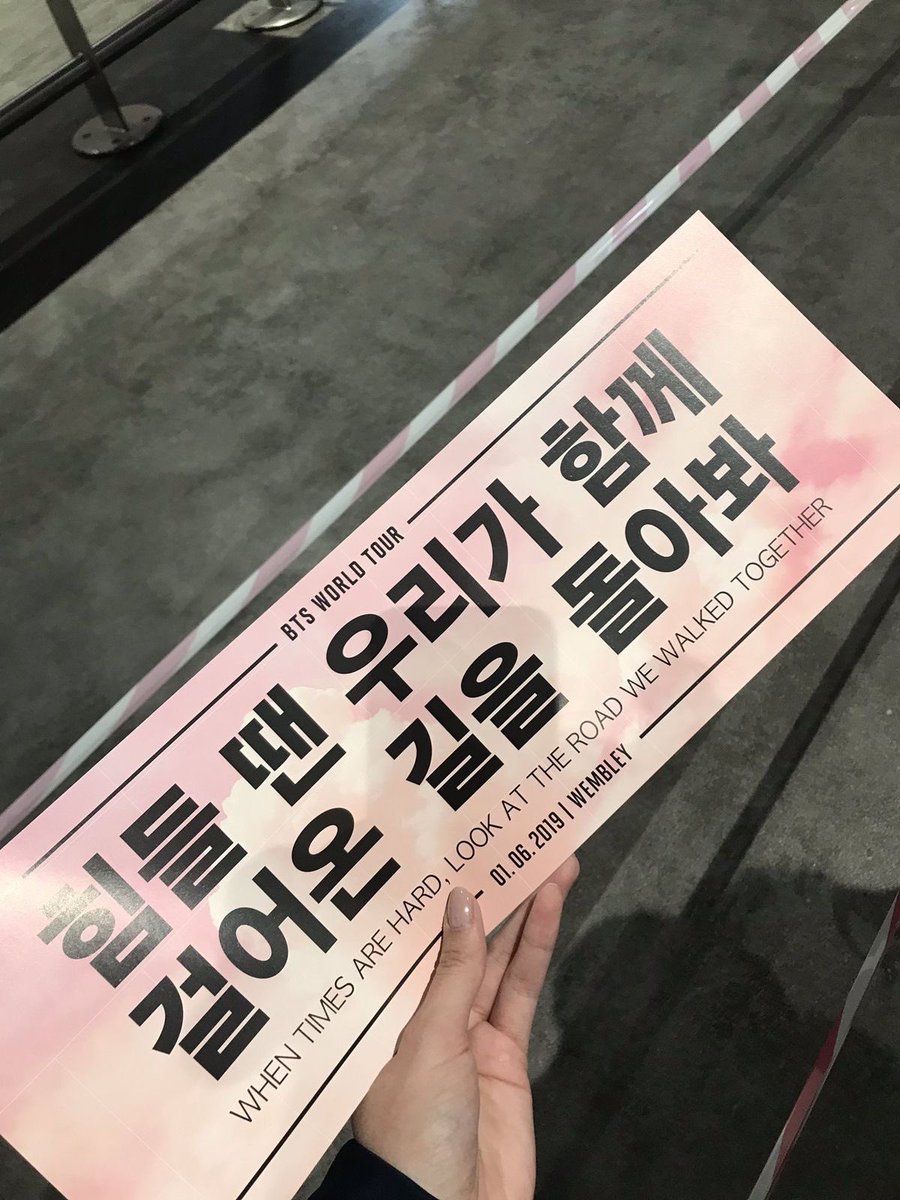 BTS WORLD TOUR
힘들 땐 우리가 함께
걸어온 길을 돌아봐
WHEN TIMES ARE HARD, LOOK AT THE ROAD WE WALKED TOGETHER
01.06.2019 | WEMBLEY